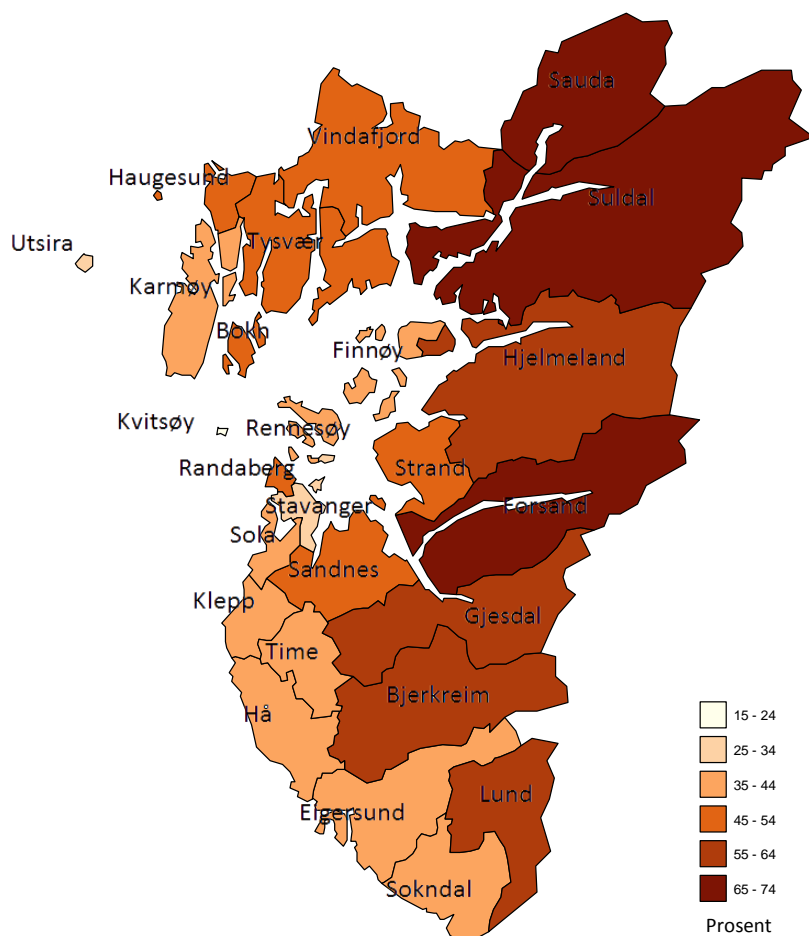 Sauda
Vindafjord
Haugesund
Suldal
Utsira
Tysvær
Karmøy
Bokn
Finnøy
Hjelmeland
Kvitsøy
Rennesøy
Randaberg
Strand
Stavanger
Forsand
Sola
Sandnes
Klepp
Gjesdal
Time
Bjerkreim
Hå
Lund
Eigersund
Sokndal
15 - 24
25 - 34
35 - 44
45 - 54
55 - 64
65 - 74
Prosent